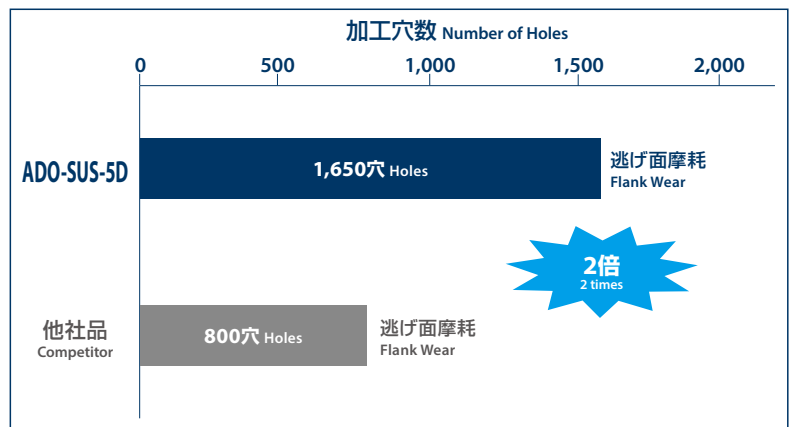 加工穴数 Number of Holes
0 500 1,000 1,500 2,000
ADO-SUS-5D
1,650穴 Holes
逃げ面摩耗
Flank Wear
2倍
2 times
他社品
Competitor
800穴 Holes
逃げ面摩耗
Flank Wear